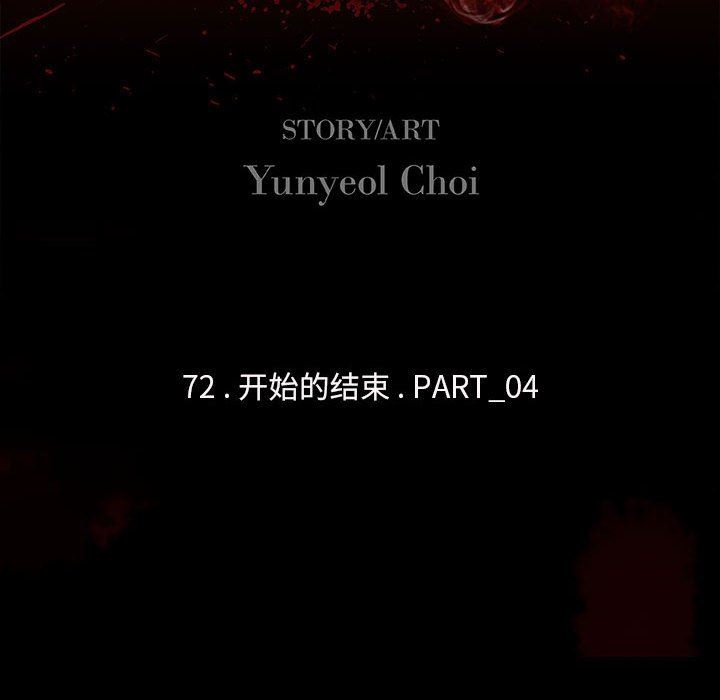 STORY/ART
Yunyeol Choi
72 . 开始的结束 . PART_04